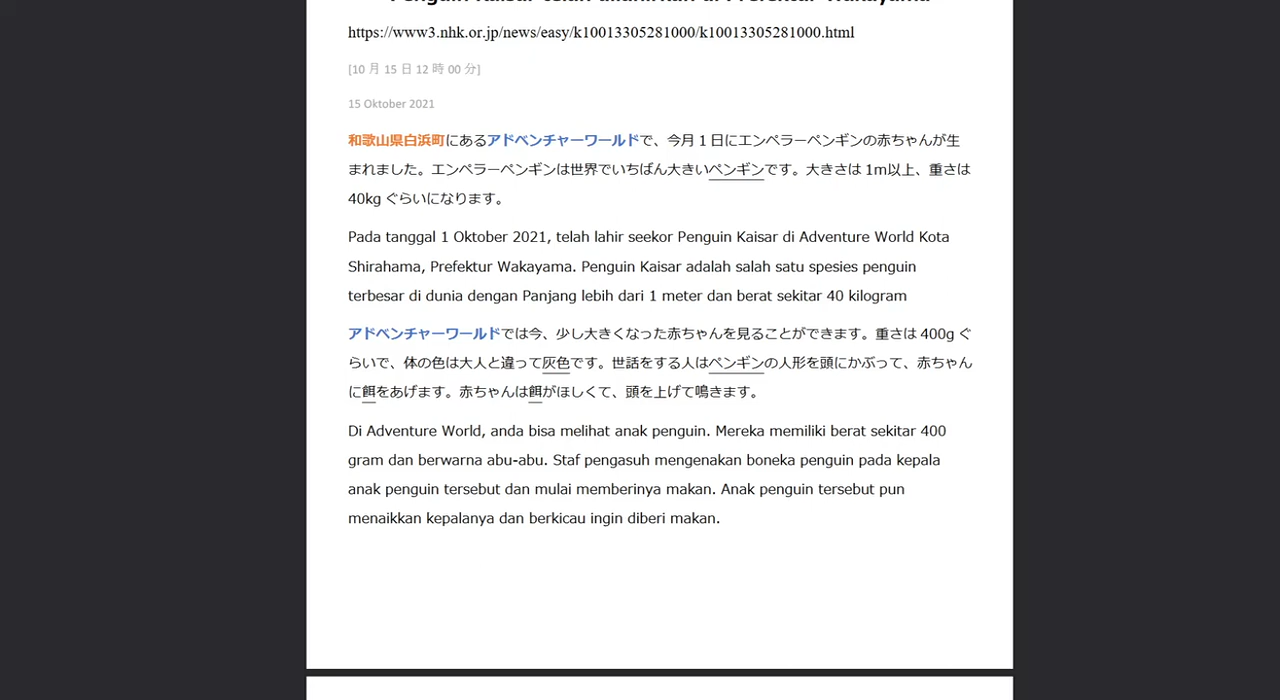 Penguin Kaisar telah dilahirkan di Prefektur Wakayama
https://www3.nhk.or.jp/news/easy/k10013305281000/k10013305281000.html
[10 月 15 日 12 時 00 分]
15 Oktober 2021
和歌山県白浜町にあるアドベンチャーワールドで、今月 1 日にエンペラーペンギンの赤ちゃんが生
まれました。エンペラーペンギンは世界でいちばん大きいペンギンです。大きさは 1m以上、重さは
40kg ぐらいになります。
Pada tanggal 1 Oktober 2021, telah lahir seekor Penguin Kaisar di Adventure World Kota
Shirahama, Prefektur Wakayama. Penguin Kaisar adalah salah satu spesies penguin
terbesar di dunia dengan Panjang lebih dari 1 meter dan berat sekitar 40 kilogram
アドベンチャーワールドでは今、少し大きくなった赤ちゃんを見ることができます。重さは 400g ぐ
らいで、体の色は大人と違って灰色です。世話をする人はペンギンの人形を頭にかぶって、赤ちゃん
に餌をあげます。赤ちゃんは餌がほしくて、頭を上げて鳴きます。
Di Adventure World, anda bisa melihat anak penguin. Mereka memiliki berat sekitar 400
gram dan berwarna abu-abu. Staf pengasuh mengenakan boneka penguin pada kepala
anak penguin tersebut dan mulai memberinya makan. Anak penguin tersebut pun
menaikkan kepalanya dan berkicau ingin diberi makan.